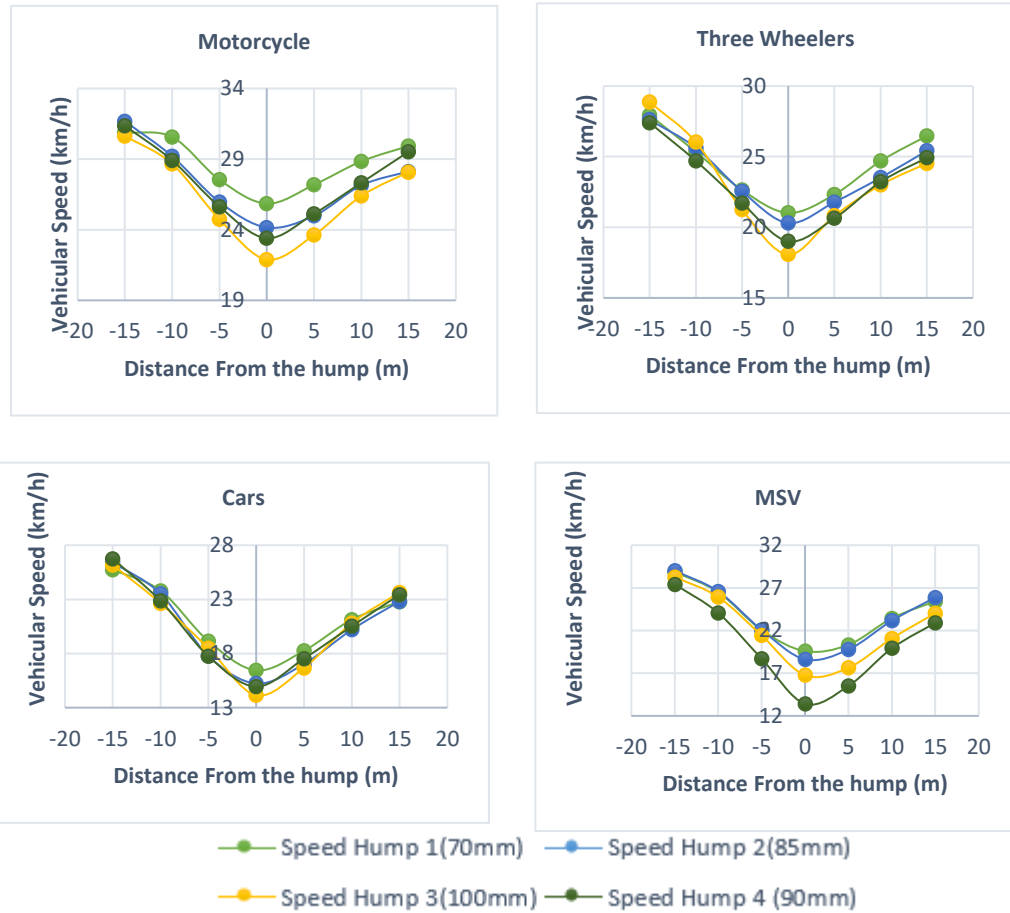 Motorcycle
Vehicular Speed (km/h)
34
29
24
19
-20 -15 -10 -5 0 5 10 15 20
Distance From the hump (m)
Three Wheelers
Vehicular Speed (km/h)
30
25
20
15
-20 -15 -10 -5 0 5 10 15 20
Distance From the hump (m)
Cars
Vehicular Speed (km/h)
28
23
18
13
-20 -15 -10 -5 0 5 10 15 20
Distance From the hump (m)
MSV
Vehicular Speed (km/h)
32
27
22
17
12
-20 -15 -10 -5 0 5 10 15 20
Distance From the hump (m)
Speed Hump 1(70mm) Speed Hump 2(85mm)
Speed Hump 3(100mm) Speed Hump 4 (90mm)